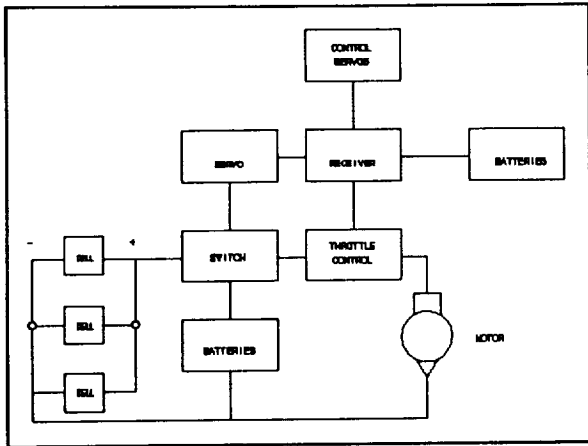 CONTROL
SERVOS
SERVO
RECEIVER
BATTERIES
- +
CELL
SWITCH
THROTTLE
CONTROL
CELL
BATTERIES
MOTOR
CELL